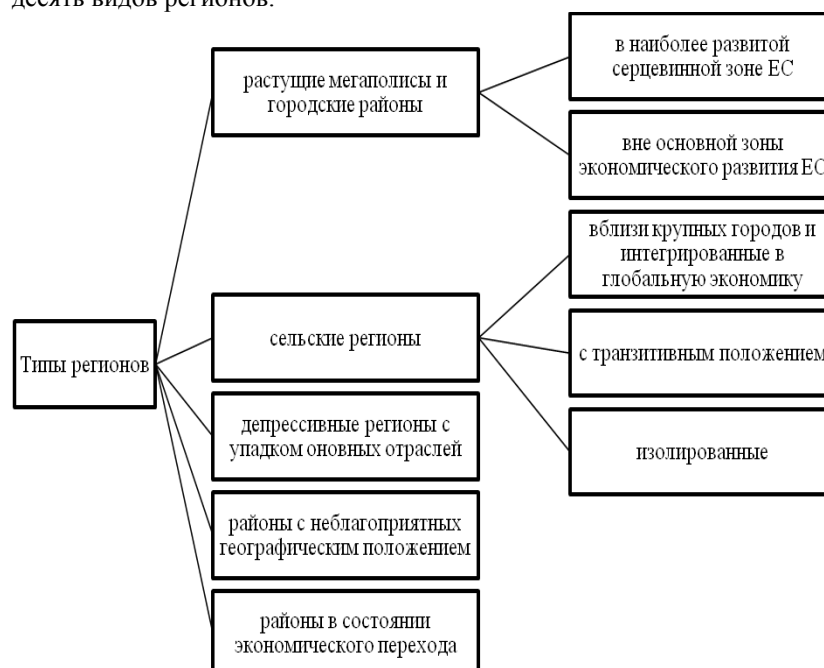 десять видов регионов.
в наиболее развитой
серцевинной зоне ЕС
растущие мегаполисы и
городские районы
вне основной зоны
экономического развития ЕС
вблизи крупных городов и
интегрированные в
глобальную экономику
сельские регионы
Типы регионов
с транзитивным положением
депрессивные регионы с
упадком оновных отраслей
изолированные
районы с неблагоприятных
географическим положением
районы в состоянии
экономического перехода